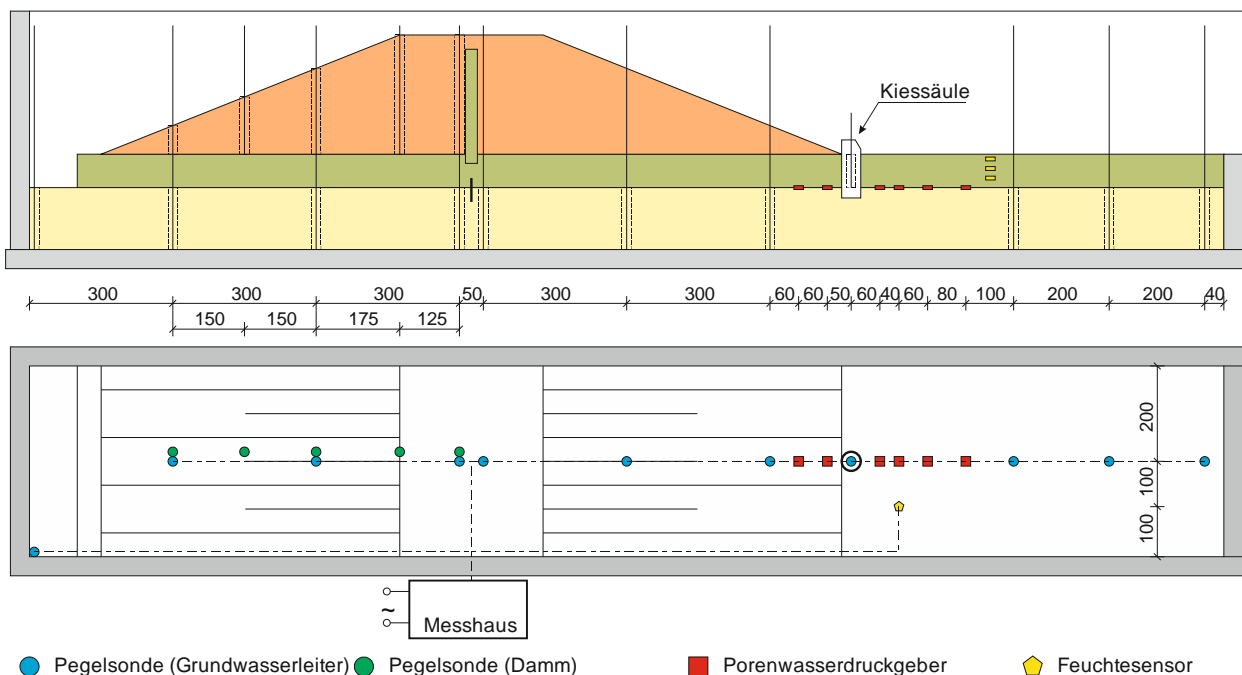 Kiessäule
300 300 300 50 300 300 60 60 50 60 40 60 80 100 200 200 40
150 150 175 125
200
100
100
~
Messhaus
Pegelsonde (Grundwasserleiter) Pegelsonde (Damm) Porenwasserdruckgeber Feuchtesensor